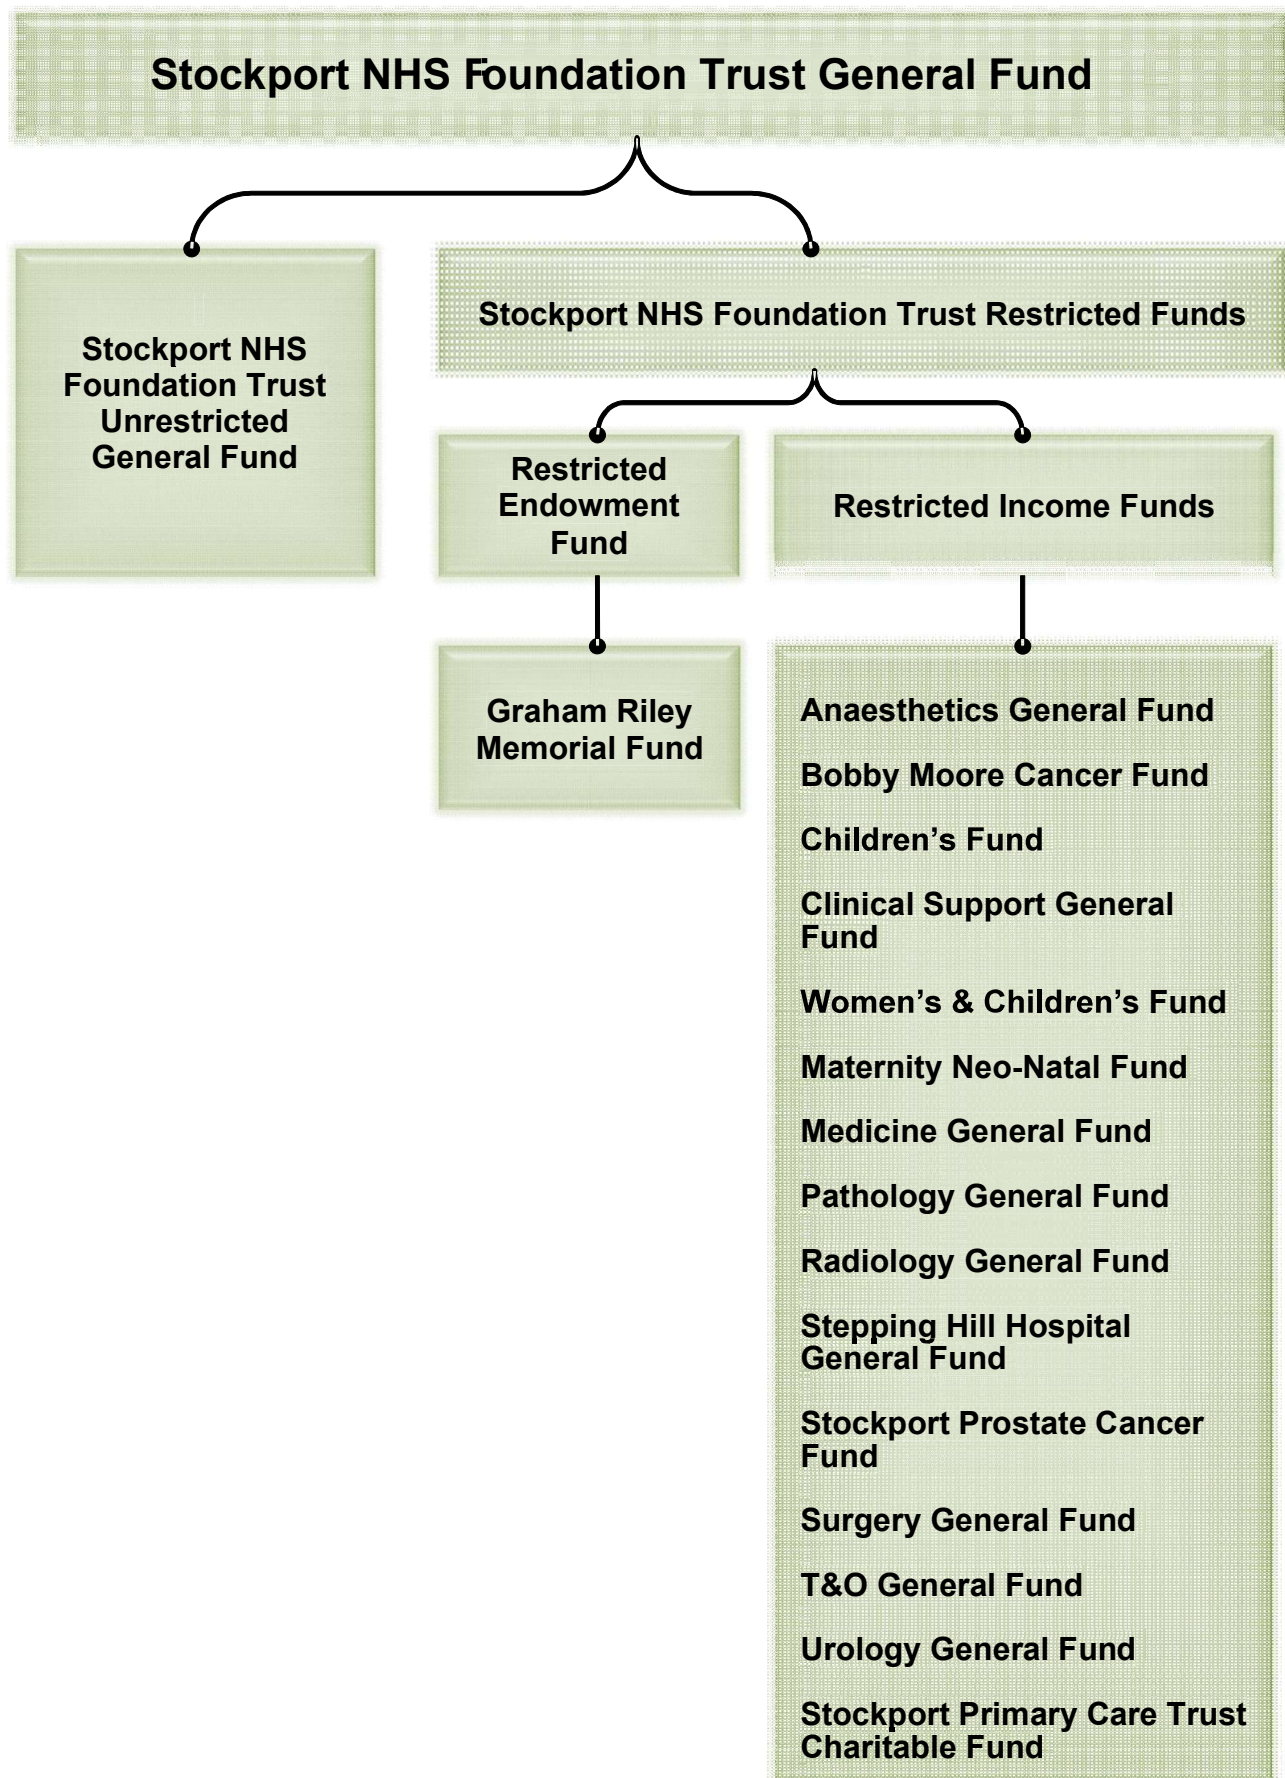 Stockport NHS Foundation Trust General Fund
Stockport NHS
Foundation Trust
Unrestricted
General Fund
Stockport NHS Foundation Trust Restricted Funds
Restricted
Endowment
Fund
Restricted Income Funds
Graham Riley
Memorial Fund
Anaesthetics General Fund
Bobby Moore Cancer Fund
Children’s Fund
Clinical Support General
Fund
Women’s & Children’s Fund
Maternity Neo-Natal Fund
Medicine General Fund
Pathology General Fund
Radiology General Fund
Stepping Hill Hospital
General Fund
Stockport Prostate Cancer
Fund
Surgery General Fund
T&O General Fund
Urology General Fund
Stockport Primary Care Trust
Charitable Fund